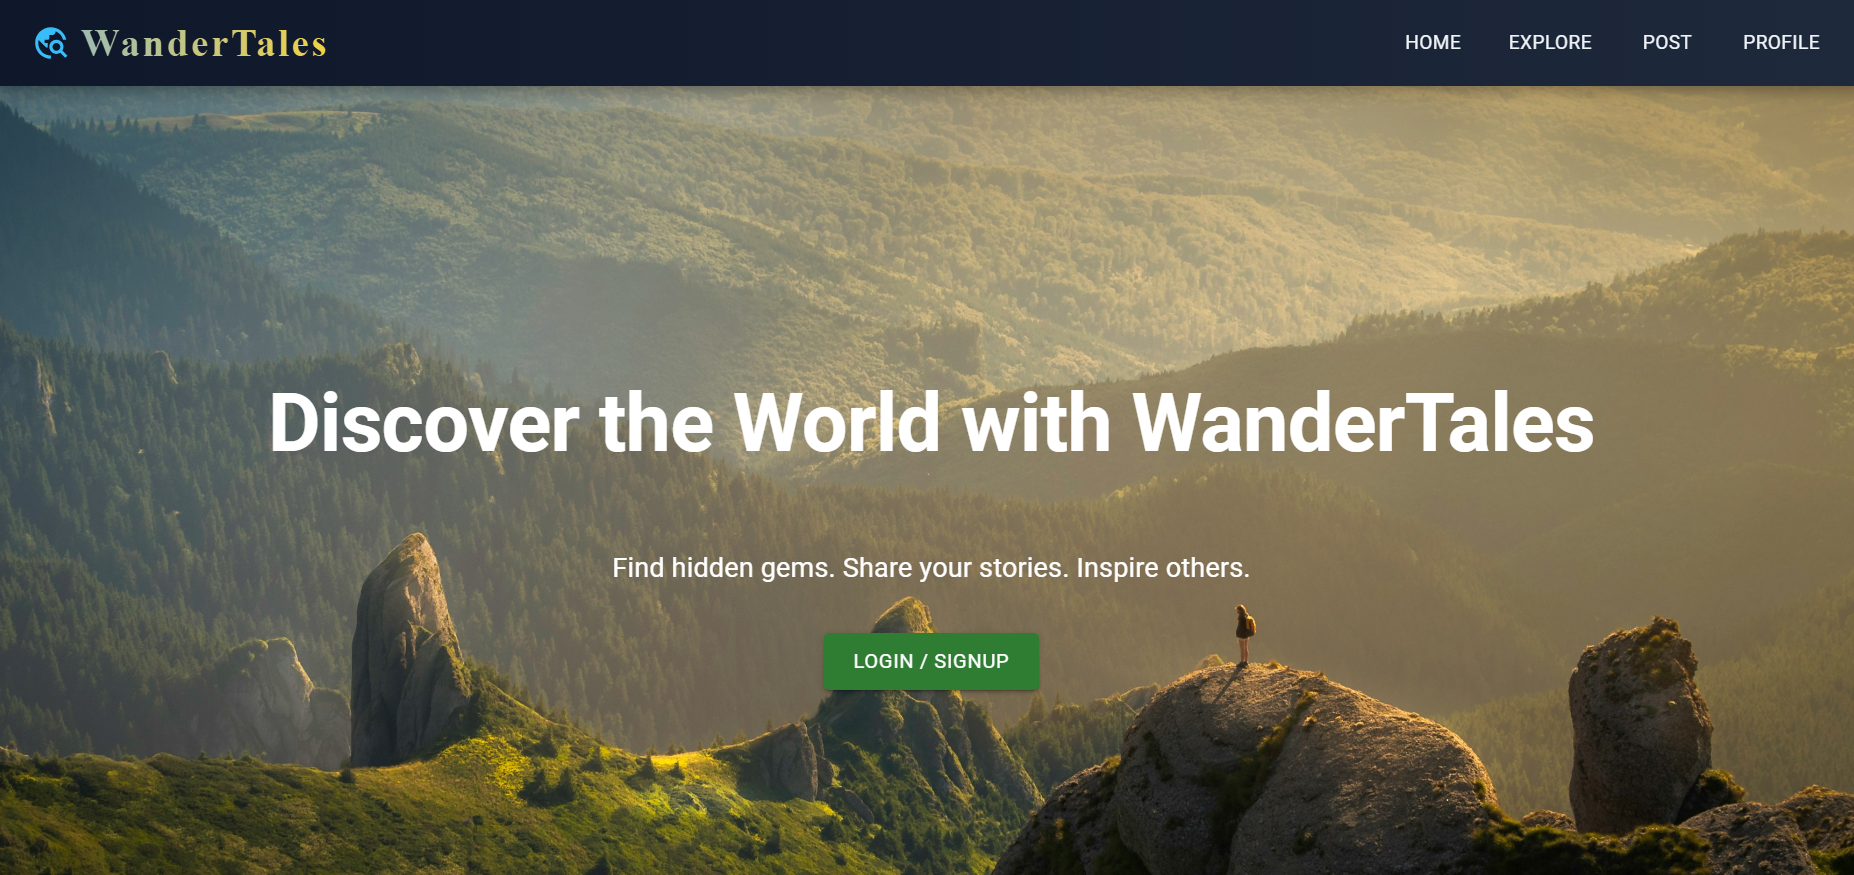 WanderTales
HOME EXPLORE POST PROFILE
Discover the World with WanderTales
Find hidden gems. Share your stories. Inspire others.
LOGIN / SIGNUP